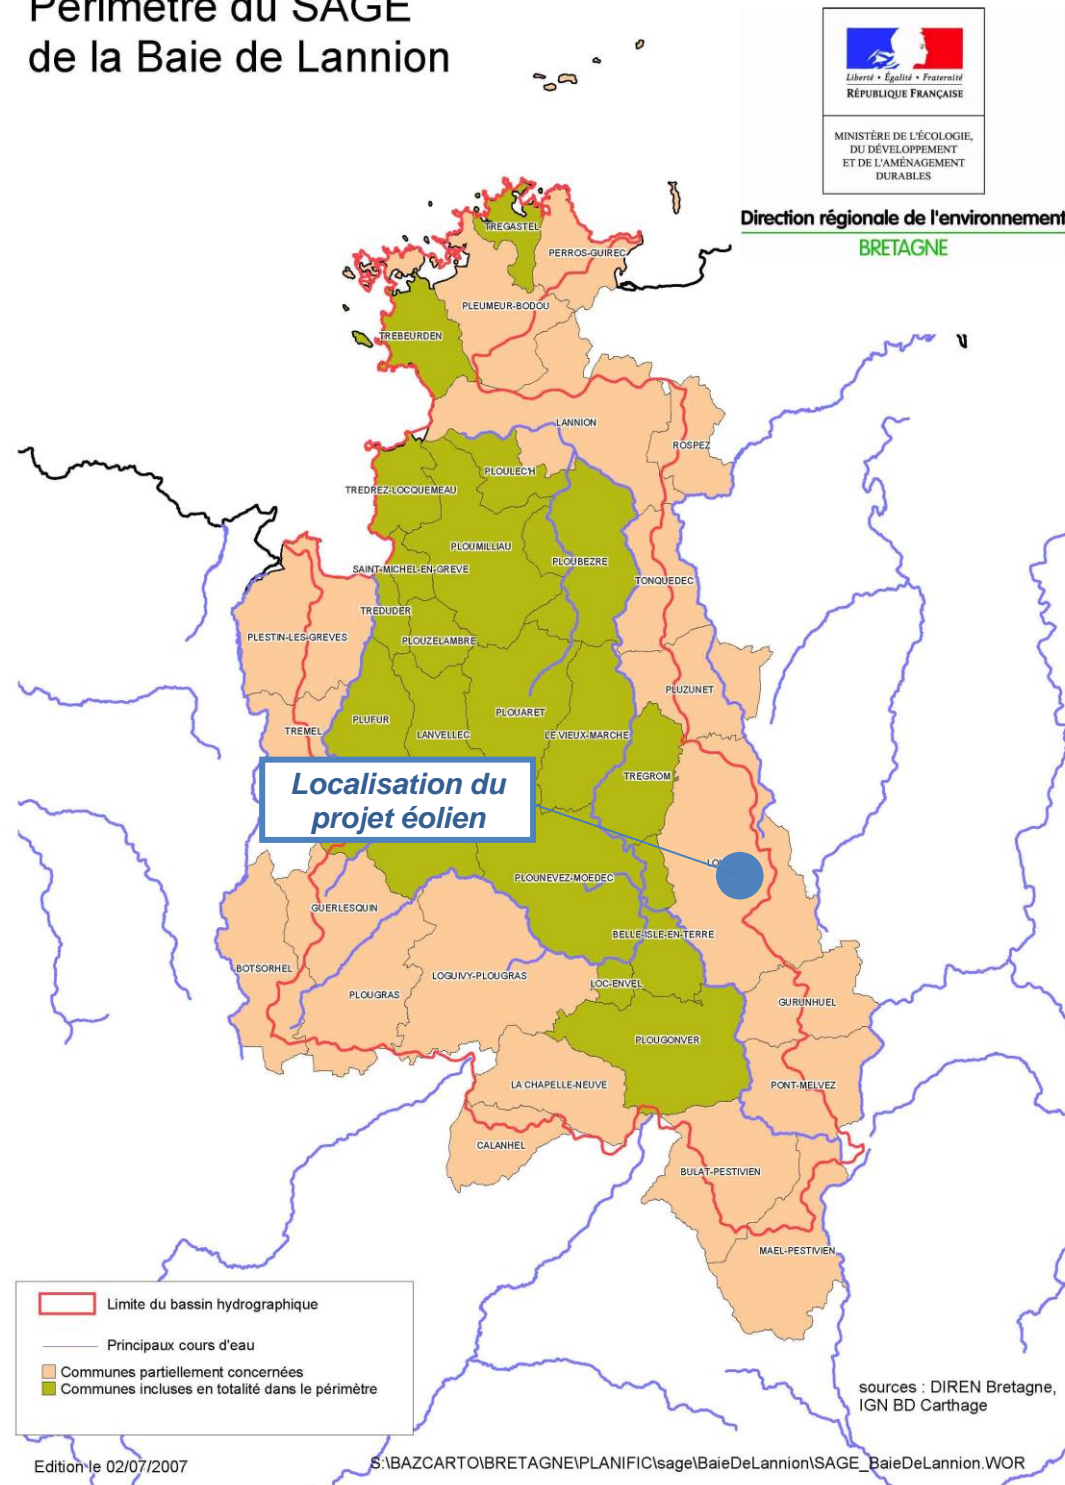 Périmètre du SAGE
de la Baie de Lannion
Liberté • Égalité • Fraternité
RÉPUBLIQUE FRANÇAISE
MINISTÈRE DE L'ÉCOLOGIE,
DU DÉVELOPPEMENT
ET DE L'AMÉNAGEMENT
DURABLES
Direction régionale de l'environnement
BRETAGNE
TREGASTEL
PERROS-GUIREC
PLEUMEUR-BODOU
TREBEURDEN
LANNION
ROSPEZ
PLOULECH
TREDREZ-LOCQUEMEAU
PLOUMILLIAU
PLOUBEZRE
SAINT-MICHEL-EN-GREVE
TONQUEDEC
TREDUDER
PLESTIN-LES-GREVES
PLOUZELAMBRE
PLUZUNET
PLUFUR
PLOUARET
TREMEL
LANVELLEC
LE VIEUX-MARCHE
TREGROM
Localisation du
projet éolien
PLOUNEVEZ-MOEDEC
GUERLESQUIN
BELLE-ISLE-EN-TERRE
BOTSORHEL
LOGUIVY-PLOUGRAS
LOC-ENVEL
PLOUGRAS
GURUNHUEL
PLOUGONVER
LA CHAPELLE-NEUVE
PONT-MELVEZ
CALANHEL
BULAT-PESTIVIEN
MAEL-PESTIVIEN
Limite du bassin hydrographique
Principaux cours d'eau
Communes partiellement concernées
Communes incluses en totalité dans le périmètre
sources : DIREN Bretagne,
IGN BD Carthage
Edition le 02/07/2007
S:\BAZCARTO\BRETAGNE\PLANIFIC\sage\BaieDeLannion\SAGE_BaieDeLannion.WOR